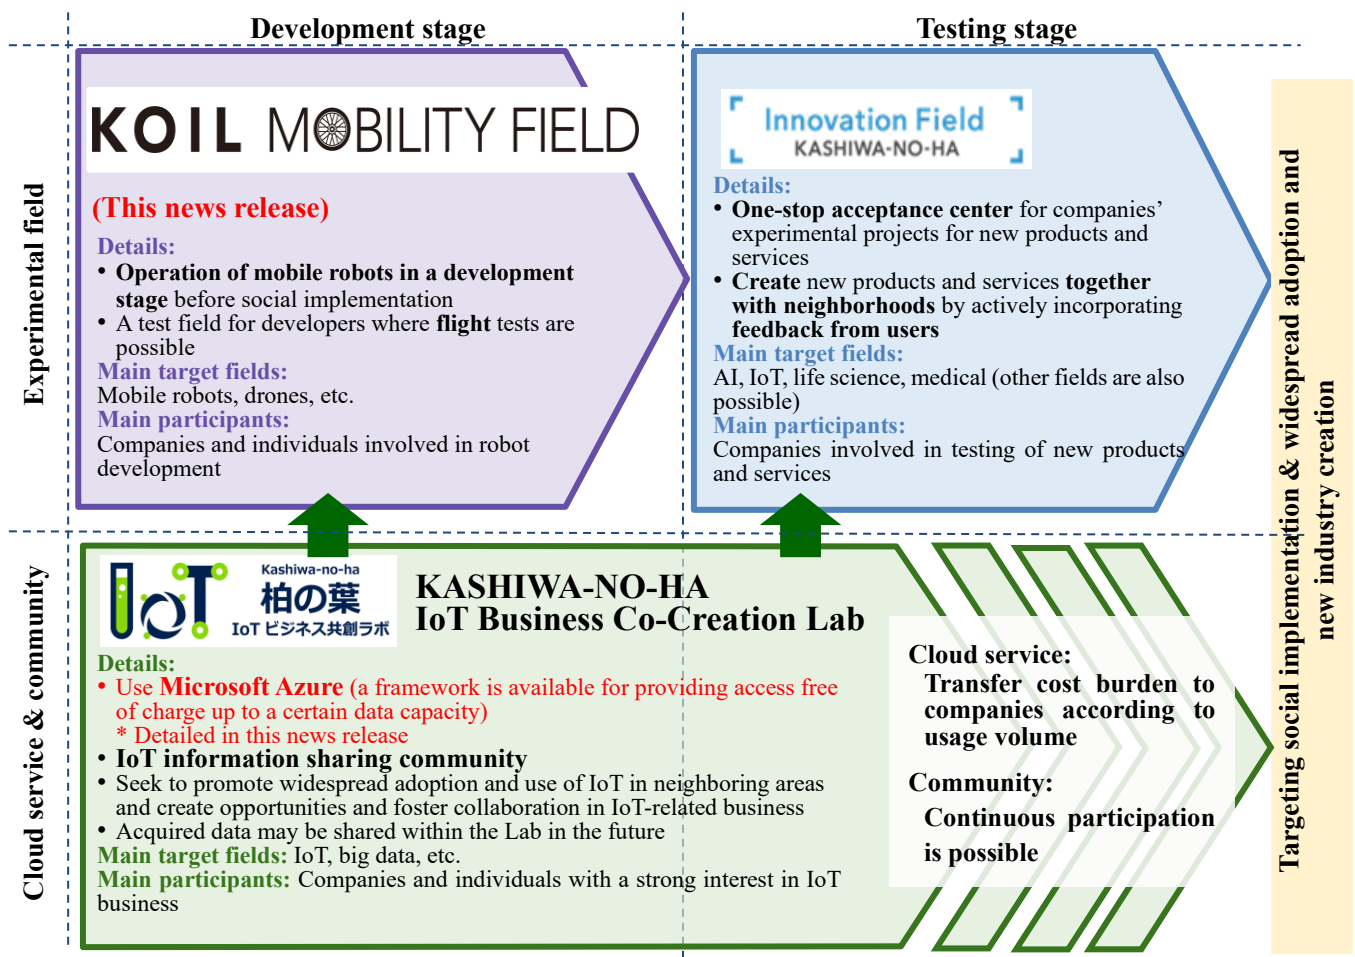 Development stage
Testing stage
Experimental field
KOIL MOBILITY FIELD
(This news release)
Details:
• Operation of mobile robots in a development
stage before social implementation
• A test field for developers where flight tests are
possible
Main target fields:
Mobile robots, drones, etc.
Main participants:
Companies and individuals involved in robot
development
Innovation Field
KASHIWA-NO-HA
Details:
• One-stop acceptance center for companies’
experimental projects for new products and
services
• Create new products and services together
with neighborhoods by actively incorporating
feedback from users
Main target fields:
AI, IoT, life science, medical (other fields are also
possible)
Main participants:
Companies involved in testing of new products
and services
Cloud service & community
IoT
Kashiwa-no-ha
柏の葉
IoT ビジネス共創ラボ
KASHIWA-NO-HA
IoT Business Co-Creation Lab
Details:
• Use Microsoft Azure (a framework is available for providing access free
of charge up to a certain data capacity)
* Detailed in this news release
• IoT information sharing community
• Seek to promote widespread adoption and use of IoT in neighboring areas
and create opportunities and foster collaboration in IoT-related business
• Acquired data may be shared within the Lab in the future
Main target fields: IoT, big data, etc.
Main participants: Companies and individuals with a strong interest in IoT
business
Cloud service:
Transfer cost burden to
companies according to
usage volume
Community:
Continuous participation
is possible
Targeting social implementation & widespread adoption and
new industry creation